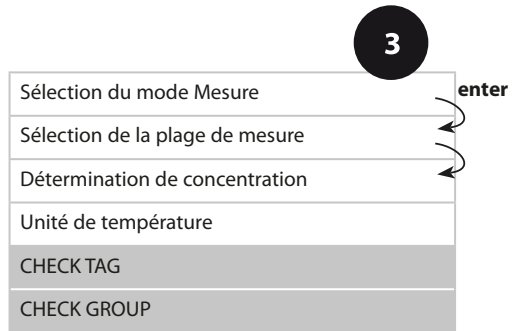 3
Sélection du mode Mesure
enter
Sélection de la plage de mesure
Détermination de concentration
Unité de température
CHECK TAG
CHECK GROUP